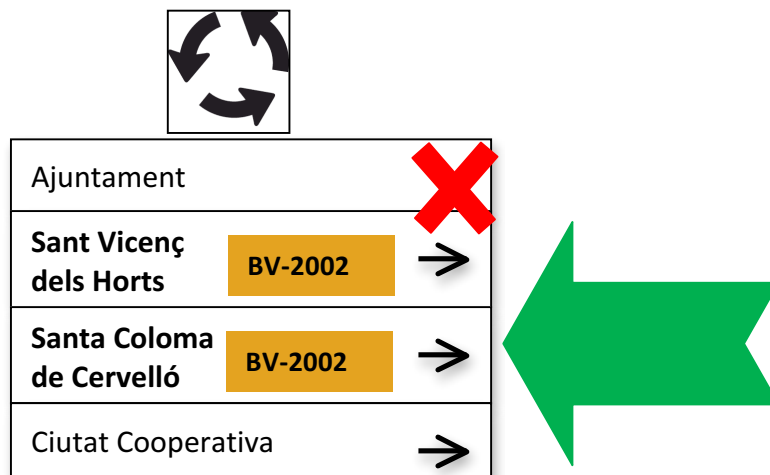 Ajuntament
Sant Vicenç
dels Horts
BV-2002
Santa Coloma
de Cervelló
BV-2002
Ciutat Cooperativa